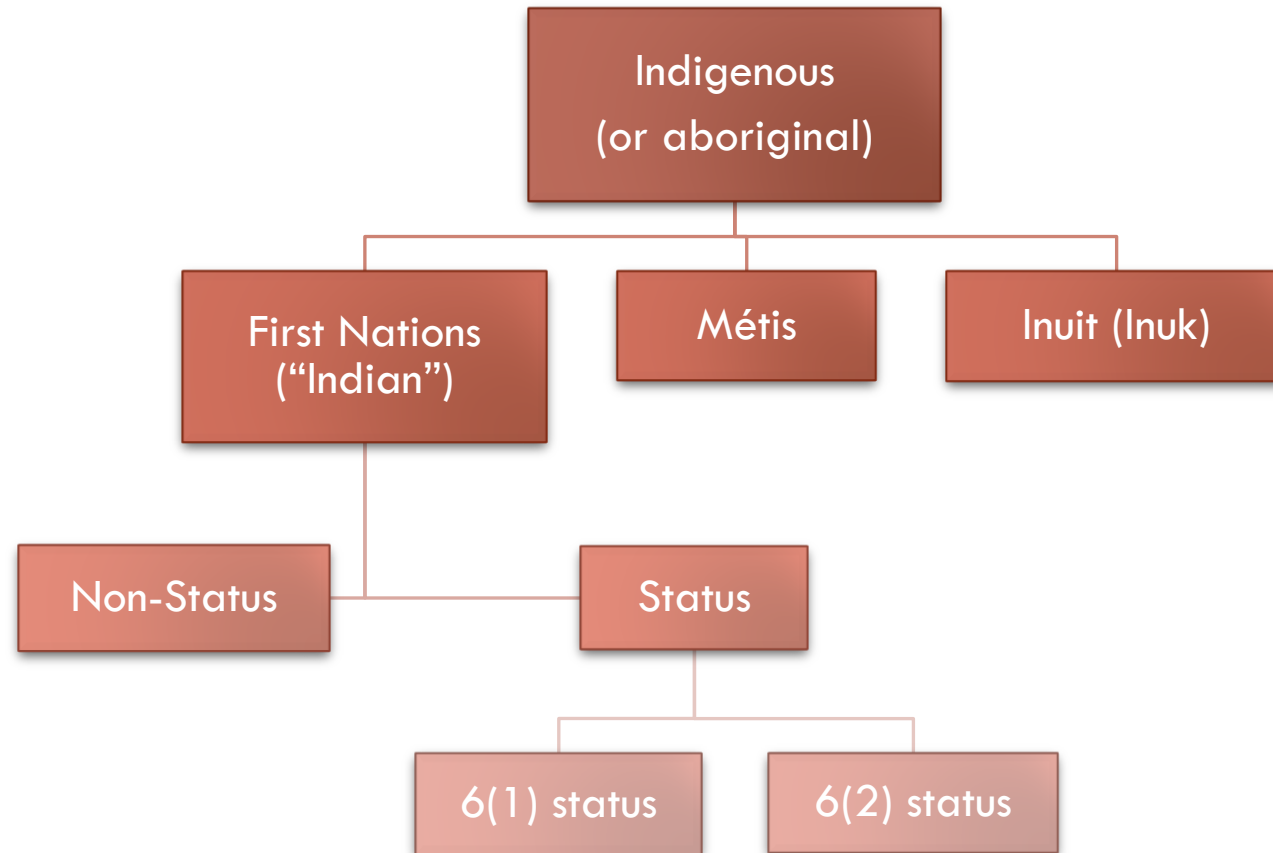 Indigenous
(or aboriginal)
First Nations
(“Indian”)
Métis
Inuit (Inuk)
Non-Status
Status
6(1) status
6(2) status